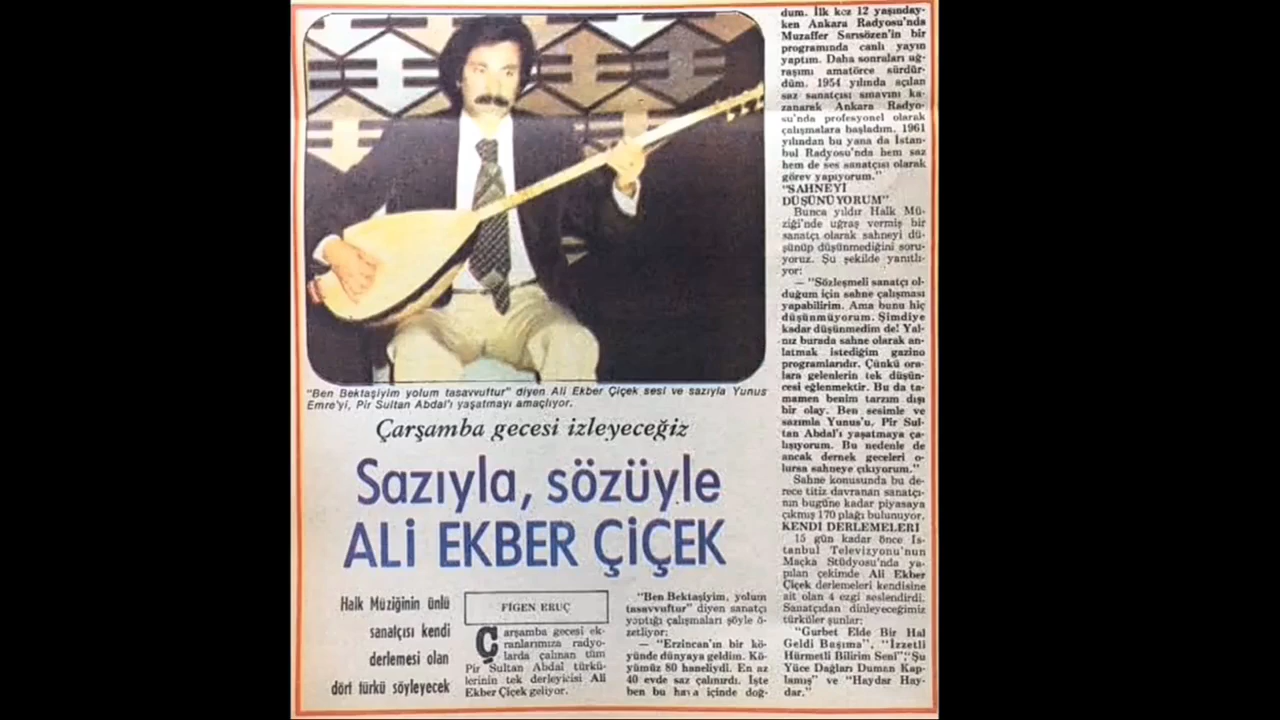 "Ben Bektaşiyim yolum tasavvuftur" diyen Ali Ekber Çiçek sesi ve sazıyla Yunus
Emre'yi, Pir Sultan Abdal'ı yaşatmayı amaçlıyor.
Çarşamba gecesi izleyeceğiz
Sazıyla, sözüyle
ALİ EKBER ÇİÇEK
Halk Müziğinin ünlü
sanatçısı kendi
derlemesi olan
dört türkü söyleyecek
FİGEN ERUÇ
Çarşamba gecesi ek-
ranlarımıza radyo-
larda çalınan tüm
Pir Sultan Abdal türkü-
lerinin tek derleyicisi Ali
Ekber Çiçek geliyor.
"Ben Bektaşiyim, yolum
tasavvuftur" diyen sanatçı
yaptığı çalışmaları şöyle ö-
zetliyor:
— "Erzincan'ın bir kö-
yünde dünyaya geldim. Kö-
yümüz 80 haneliydi. En az
40 evde saz çalınırdı. İşte
ben bu hava içinde doğ-
dum. İlk kez 12 yaşınday-
ken Ankara Radyosu'nda
Muzaffer Sarısözen'in bir
programında canlı yayın
yaptım. Daha sonraları uğ-
raşımı amatörce sürdür-
düm. 1954 yılında açılan
saz sanatçısı sınavını ka-
zanarak Ankara Radyo-
su'nda profesyonel olarak
çalışmalara başladım. 1961
yılından bu yana da İstan-
bul Radyosu'nda hem saz
hem de ses sanatçısı olarak
görev yapıyorum."
"SAHNEYİ
DÜŞÜNÜYORUM"
Bunca yıldır Halk Mü-
ziği'nde uğraş vermiş bir
sanatçı olarak sahneyi dü-
şünüp düşünmediğini soru-
yoruz. Şu şekilde yanıtlı-
yor:
— "Sözleşmeli sanatçı ol-
duğum için sahne çalışması
yapabilirim. Ama bunu hiç
düşünmüyorum. Şimdiye
kadar düşünmedim de! Yal-
nız burada sahne olarak an-
latmak istediğim gazino
programlarıdır. Çünkü ora-
lara gelenlerin tek düşün-
cesi eğlenmektir. Bu da ta-
mamen benim tarzım dışı
bir olay. Ben sesimle ve
sazımla Yunus'u, Pir Sul-
tan Abdal'ı yaşatmaya ça-
lışıyorum. Bu nedenle de
ancak dernek geceleri o-
lursa sahneye çıkıyorum."
Sahne konusunda bu de-
rece titiz davranan sanatçı-
nın bugüne kadar piyasaya
çıkmış 170 plağı bulunuyor.
KENDİ DERLEMELERİ
15 gün kadar önce İs-
tanbul Televizyonu'nun
Maçka Stüdyosu'nda ya-
pılan çekimde Ali Ekber
Çiçek derlemeleri kendisine
ait olan 4 ezgi seslendirdi.
Sanatçıdan dinleyeceğimiz
türküler şunlar:
"Gurbet Elde Bir Hal
Geldi Başıma", "İzzetli
Hürmetli Bilirim Seni", "Şu
Yüce Dağları Duman Kap-
lamış" ve "Haydar Hay-
dar."